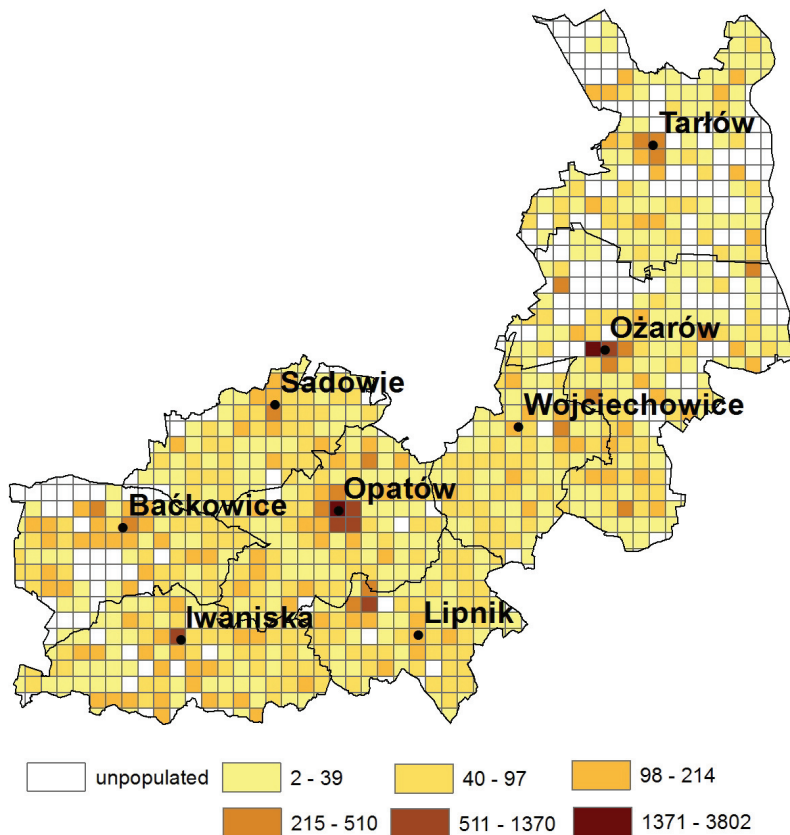 Tarłów
Ożarów
Sadowie
Wojciechowice
Opatów
Baćkowice
Iwaniska
Lipnik
unpopulated 2 - 39 40 - 97 98 - 214
215 - 510 511 - 1370 1371 - 3802